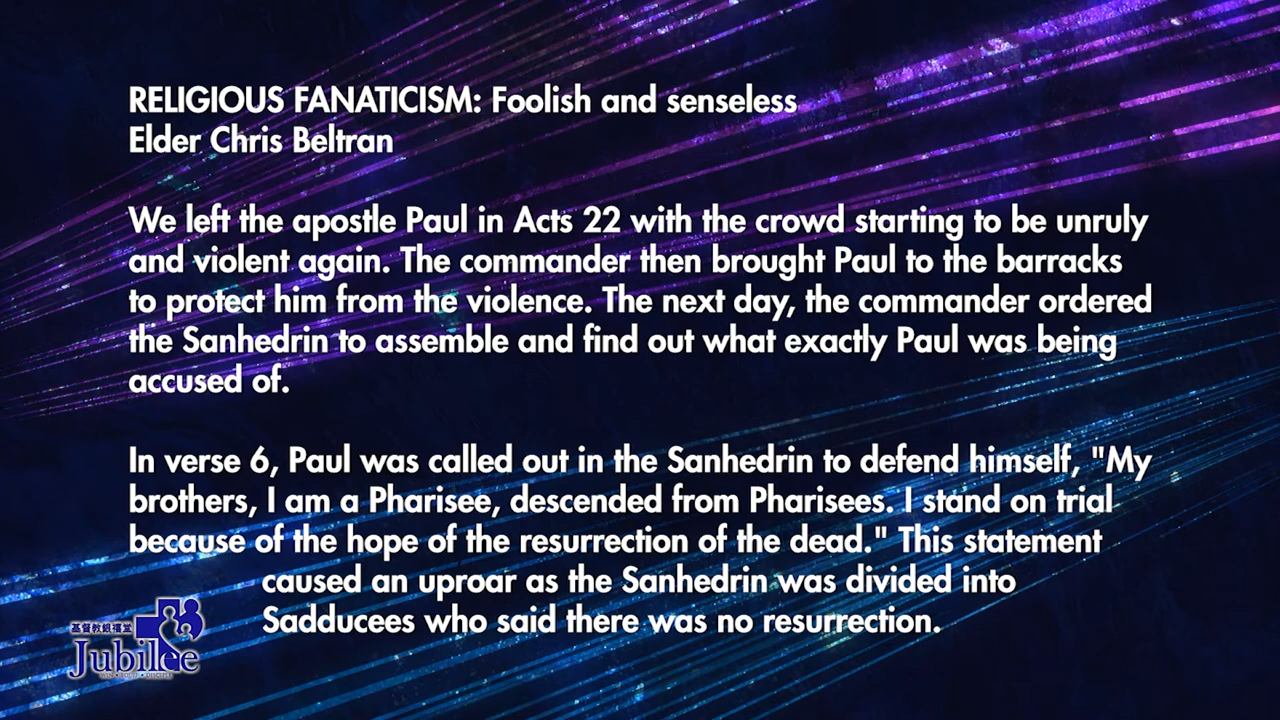 RELIGIOUS FANATICISM: Foolish and senseless
Elder Chris Beltran
We left the apostle Paul in Acts 22 with the crowd starting to be unruly
and violent again. The commander then brought Paul to the barracks
to protect him from the violence. The next day, the commander ordered
the Sanhedrin to assemble and find out what exactly Paul was being
accused of.
In verse 6, Paul was called out in the Sanhedrin to defend himself, "My
brothers, I am a Pharisee, descended from Pharisees. I stand on trial
because of the hope of the resurrection of the dead." This statement
caused an uproar as the Sanhedrin was divided into
Sadducees who said there was no resurrection.
基督教銀禧堂
Jubilee